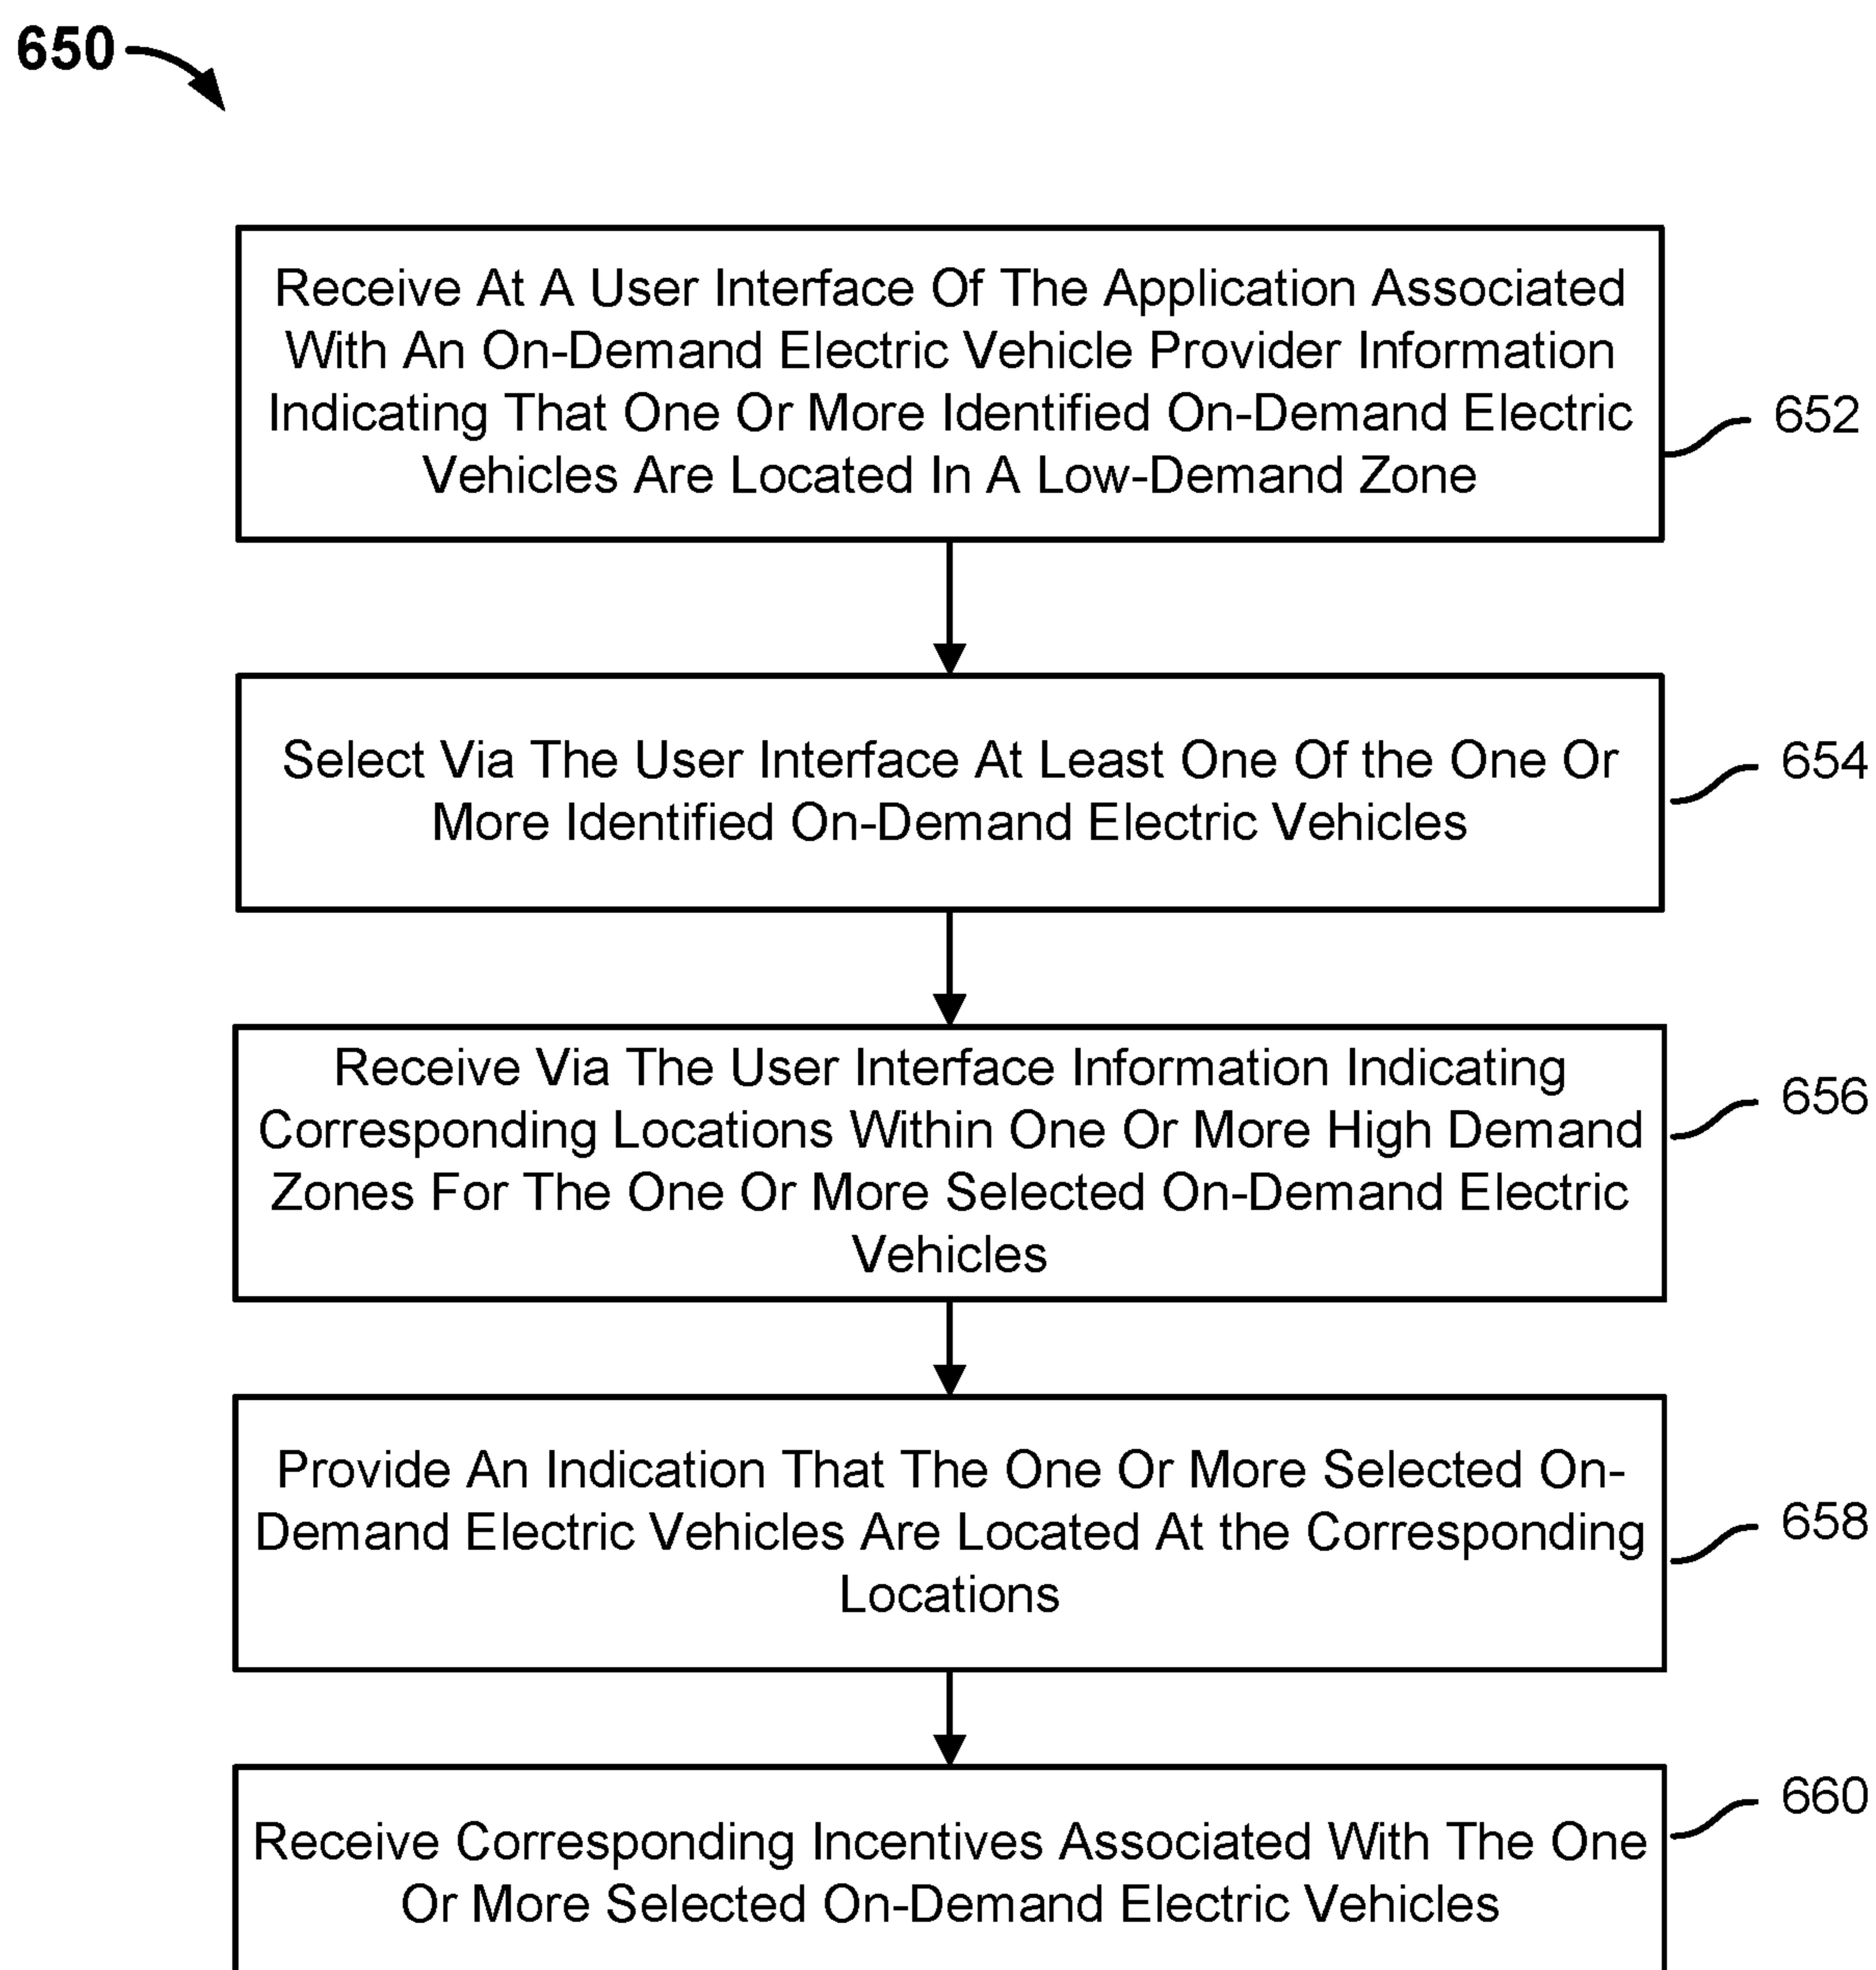 650
Receive At A User Interface Of The Application Associated
With An On-Demand Electric Vehicle Provider Information
Indicating That One Or More Identified On-Demand Electric
Vehicles Are Located In A Low-Demand Zone
652
Select Via The User Interface At Least One Of the One Or
More Identified On-Demand Electric Vehicles
654
Receive Via The User Interface Information Indicating
Corresponding Locations Within One Or More High Demand
Zones For The One Or More Selected On-Demand Electric
Vehicles
656
Provide An Indication That The One Or More Selected On-
Demand Electric Vehicles Are Located At the Corresponding
Locations
658
Receive Corresponding Incentives Associated With The One
Or More Selected On-Demand Electric Vehicles
660